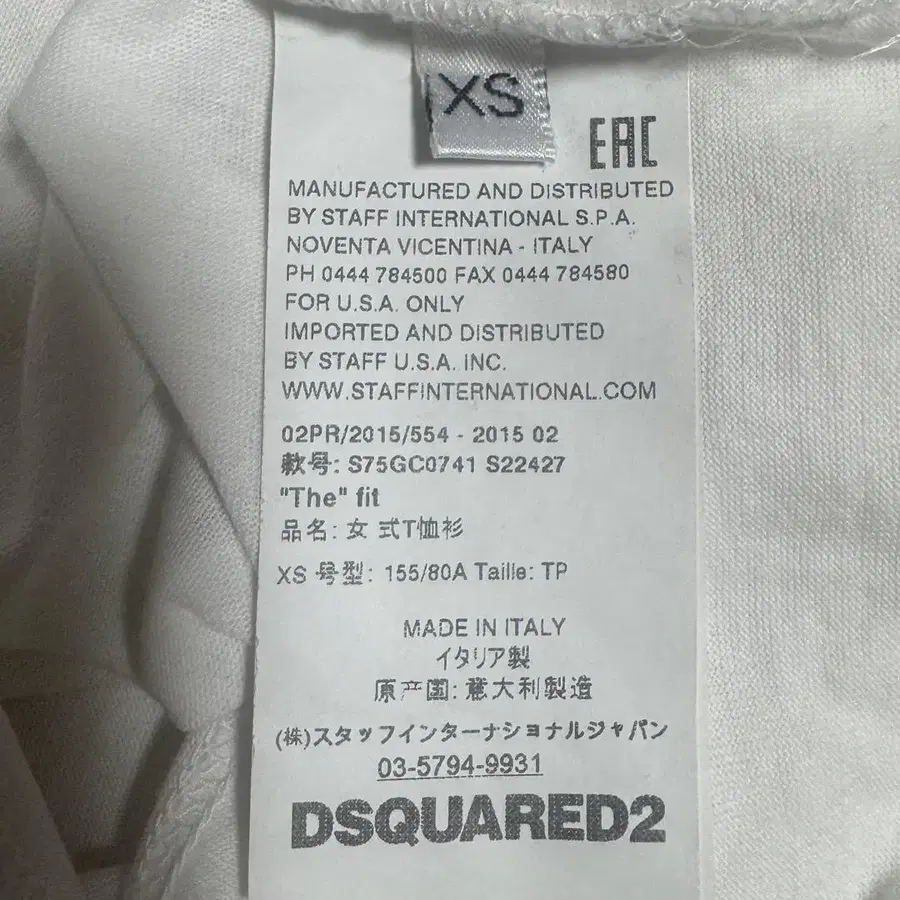 XS
EAC
MANUFACTURED AND DISTRIBUTED
BY STAFF INTERNATIONAL S.P.A.
NOVENTA VICENTINA - ITALY
PH 0444 784500 FAX 0444 784580
FOR U.S.A. ONLY
IMPORTED AND DISTRIBUTED
BY STAFF U.S.A. INC.
WWW.STAFFINTERNATIONAL.COM
02PR/2015/554 - 2015 02
款号: S75GC0741 S22427
"The" fit
品名: 女 式T恤衫
XS 号型: 155/80A Taille: TP
MADE IN ITALY
イタリア製
原产国: 意大利製造
(株)スタッフインターナショナルジャパン
03-5794-9931
DSQUARED2